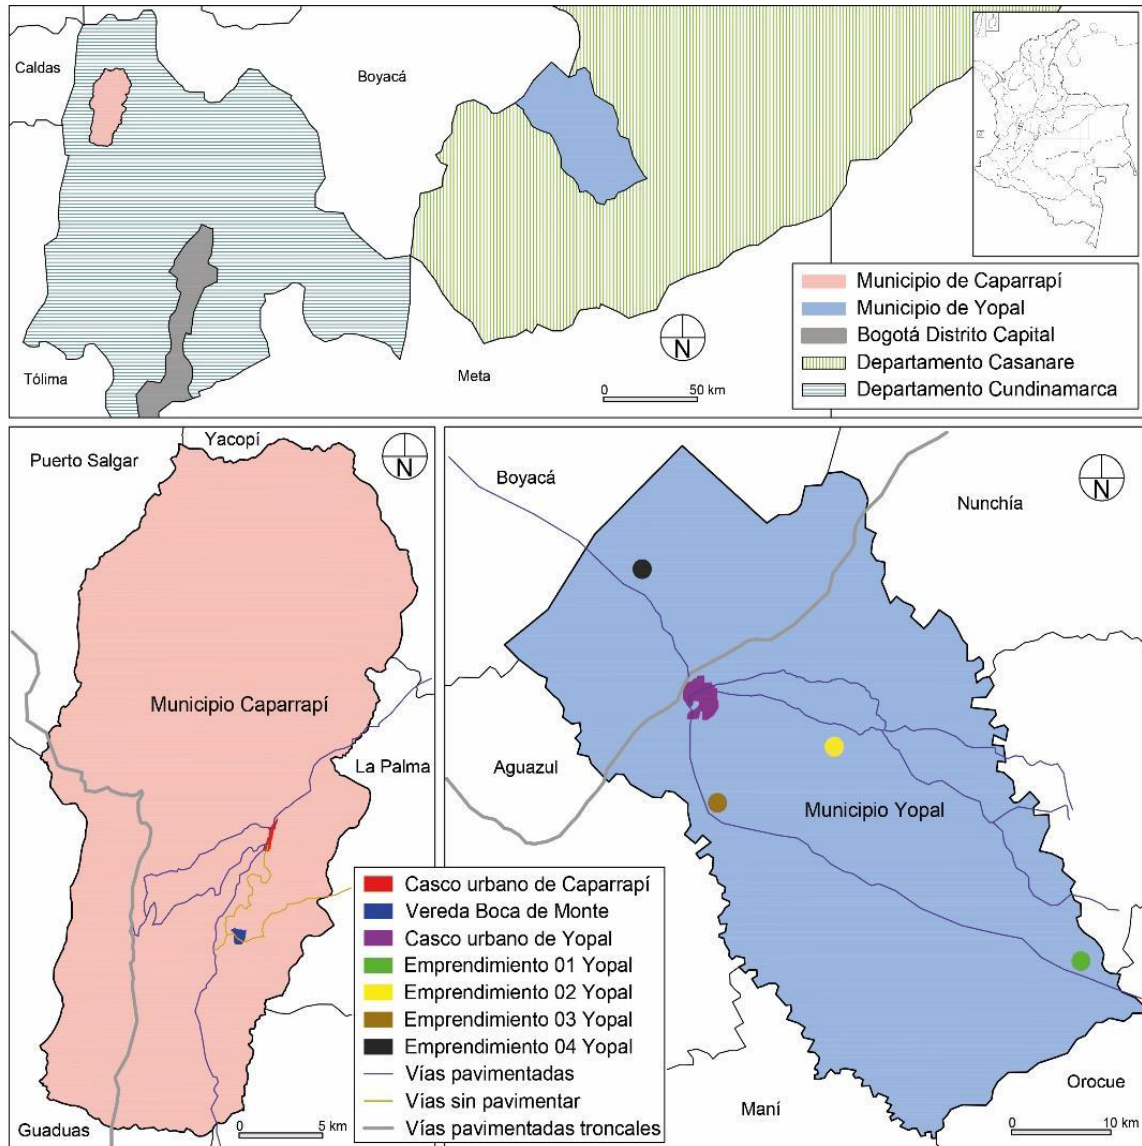 Caldas
Boyacá
Tólima
Meta
N
0 50 km
Municipio de Caparrapí
Municipio de Yopal
Bogotá Distrito Capital
Departamento Casanare
Departamento Cundinamarca
Yacopí
Puerto Salgar
N
Municipio Caparrapí
La Palma
Guaduas
0 5 km
Casco urbano de Caparrapí
Vereda Boca de Monte
Casco urbano de Yopal
Emprendimiento 01 Yopal
Emprendimiento 02 Yopal
Emprendimiento 03 Yopal
Emprendimiento 04 Yopal
Vías pavimentadas
Vías sin pavimentar
Vías pavimentadas troncales
Boyacá
Nunchía
N
Aguazul
Municipio Yopal
Maní
Orocue
0 10 km